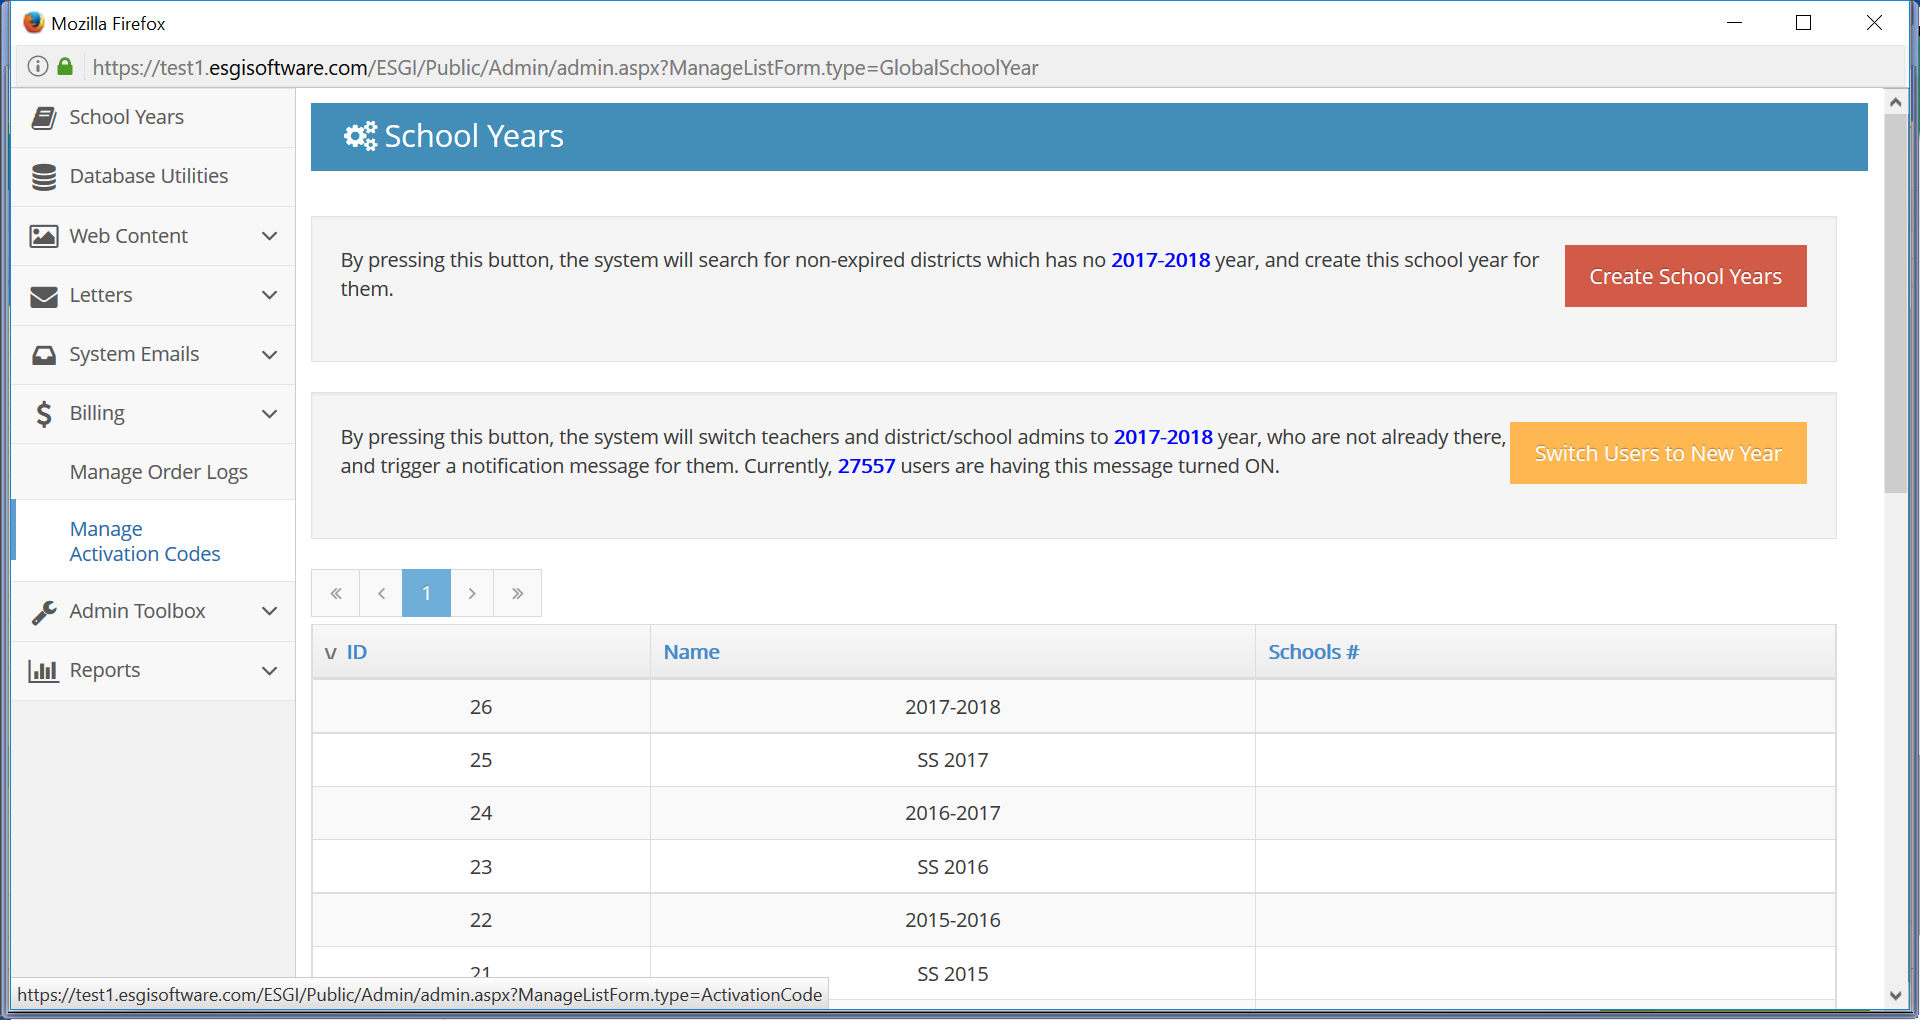 Mozilla Firefox
https://test1.esgisoftware.com/ESGI/Public/Admin/admin.aspx?ManageListForm.type=GlobalSchoolYear
School Years
Database Utilities
Web Content
Letters
System Emails
Billing
Manage Order Logs
Manage
Activation Codes
Admin Toolbox
Reports
School Years
By pressing this button, the system will search for non-expired districts which has no 2017-2018 year, and create this school year for
them.
Create School Years
By pressing this button, the system will switch teachers and district/school admins to 2017-2018 year, who are not already there,
and trigger a notification message for them. Currently, 27557 users are having this message turned ON.
Switch Users to New Year
« ‹ 1 › »
v ID Name Schools #
26 2017-2018
25 SS 2017
24 2016-2017
23 SS 2016
22 2015-2016
21 SS 2015
https://test1.esgisoftware.com/ESGI/Public/Admin/admin.aspx?ManageListForm.type=ActivationCode